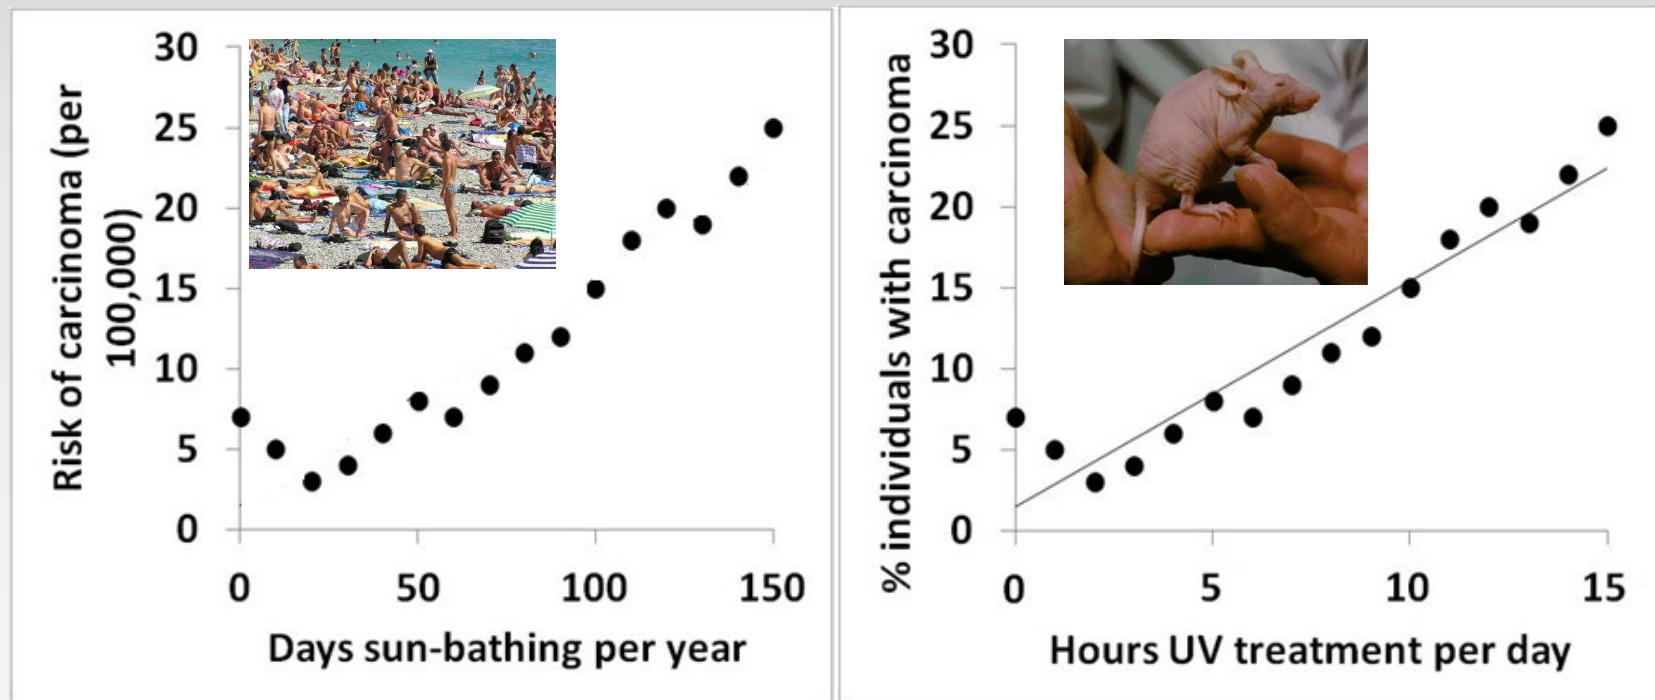 Risk of carcinoma (per
100,000)
30
25
20
15
10
5
0
0 50 100 150
Days sun-bathing per year
% individuals with carcinoma
30
25
20
15
10
5
0
0 5 10 15
Hours UV treatment per day